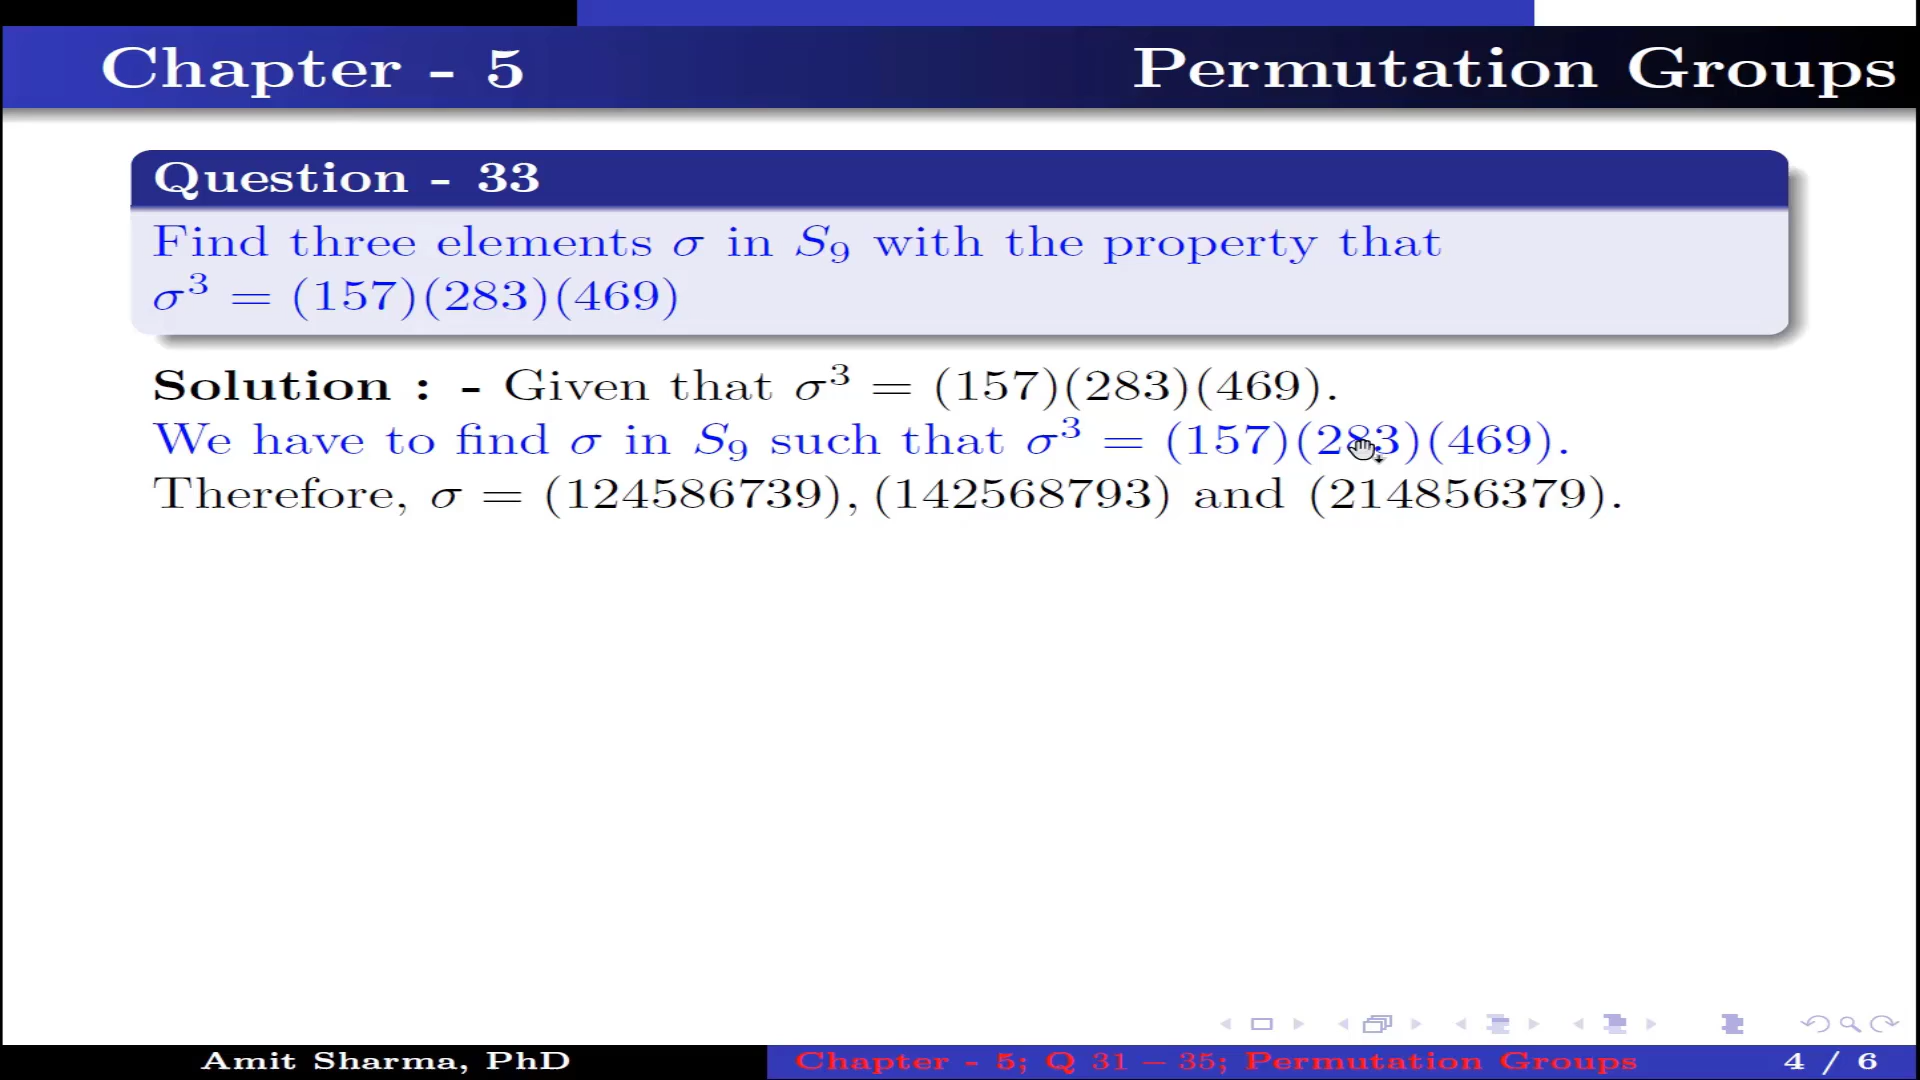 Chapter - 5 Permutation Groups
Question - 33
Find three elements σ in S₉ with the property that
σ³ = (157)(283)(469)
Solution : - Given that σ³ = (157)(283)(469).
We have to find σ in S₉ such that σ³ = (157)(283)(469).
Therefore, σ = (124586739), (142568793) and (214856379).
Amit Sharma, PhD Chapter - 5; Q 31 – 35; Permutation Groups 4 / 6